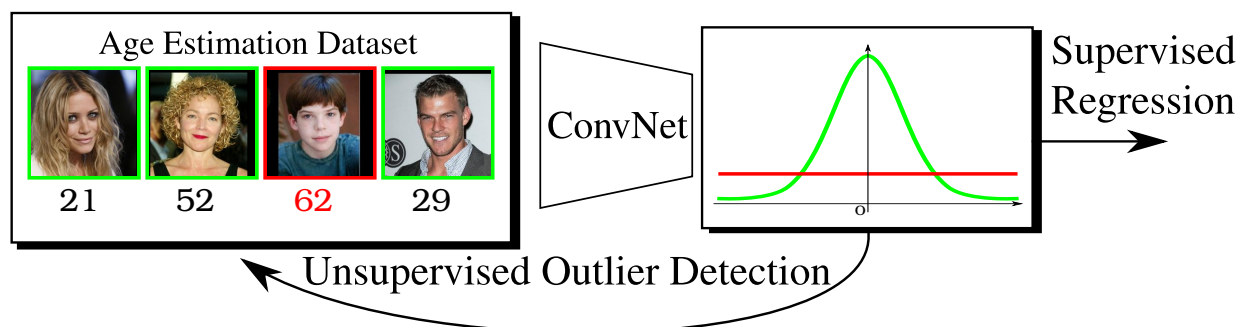 Age Estimation Dataset
21 52 62 29
ConvNet
O
Supervised
Regression
Unsupervised Outlier Detection